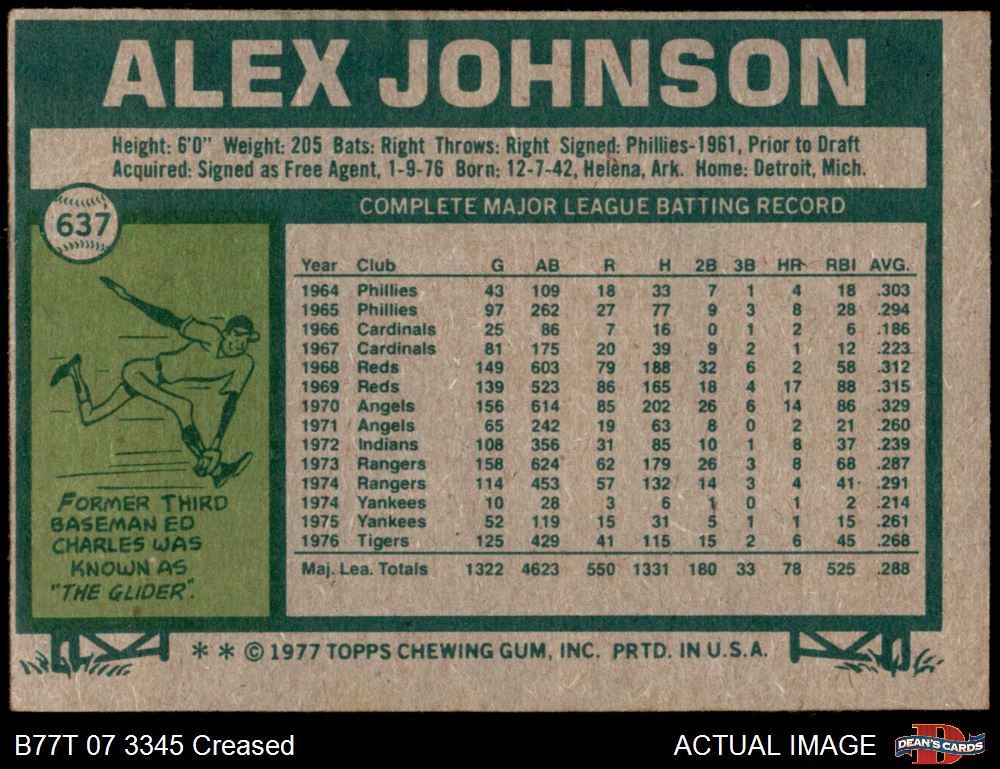 ALEX JOHNSON
Height: 6'0" Weight: 205 Bats: Right Throws: Right Signed: Phillies-1961, Prior to Draft
Acquired: Signed as Free Agent, 1-9-76 Born: 12-7-42, Helena, Ark. Home: Detroit, Mich.
637
COMPLETE MAJOR LEAGUE BATTING RECORD
Year Club G AB R H 2B 3B HR RBI AVG.
1964 Phillies 43 109 18 33 7 1 4 18 .303
1965 Phillies 97 262 27 77 9 3 8 28 .294
1966 Cardinals 25 86 7 16 0 1 2 6 .186
1967 Cardinals 81 175 20 39 9 2 1 12 .223
1968 Reds 149 603 79 188 32 6 2 58 .312
1969 Reds 139 523 86 165 18 4 17 88 .315
1970 Angels 156 614 85 202 26 6 14 86 .329
1971 Angels 65 242 19 63 8 0 2 21 .260
1972 Indians 108 356 31 85 10 1 8 37 .239
1973 Rangers 158 624 62 179 26 3 8 68 .287
1974 Rangers 114 453 57 132 14 3 4 41 .291
1974 Yankees 10 28 3 6 1 0 1 2 .214
1975 Yankees 52 119 15 31 5 1 1 15 .261
1976 Tigers 125 429 41 115 15 2 6 45 .268
Maj. Lea. Totals 1322 4623 550 1331 180 33 78 525 .288
FORMER THIRD
BASEMAN ED
CHARLES WAS
KNOWN AS
"THE GLIDER".
* * © 1977 TOPPS CHEWING GUM, INC. PRTD. IN U.S.A.
B77T 07 3345 Creased
ACTUAL IMAGE
DEAN'S CARDS